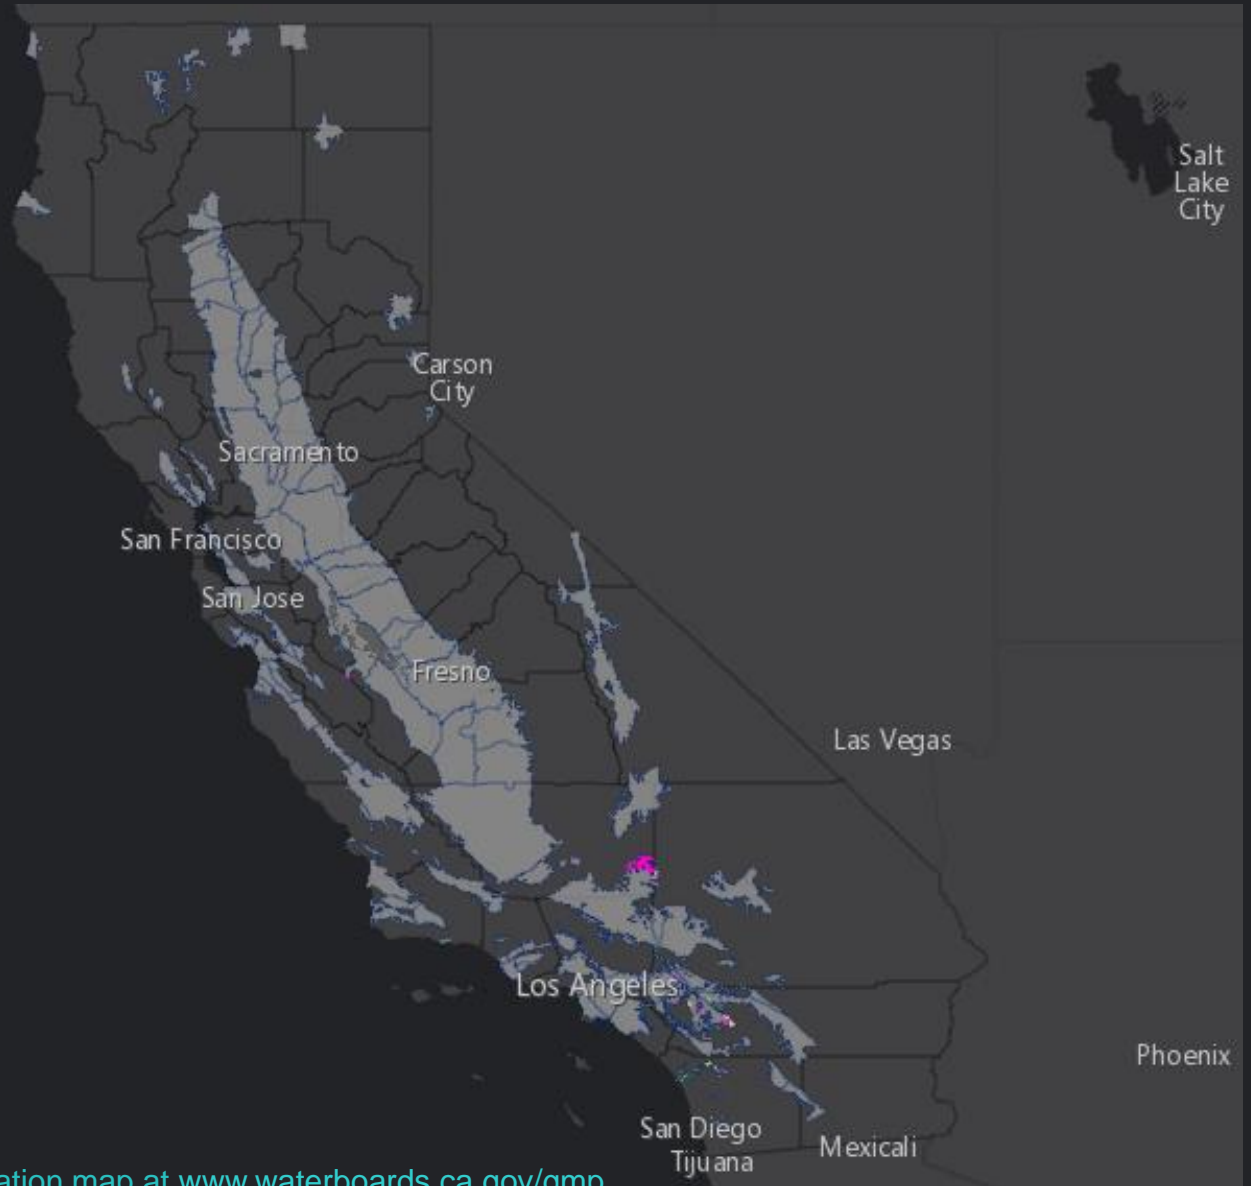 Salt
Lake
City
Carson
City
Sacramento
San Francisco
San Jose
Fresno
Las Vegas
Los Angeles
Phoenix
San Diego
Mexicali
Tijuana
map at www.waterboards.ca.gov/gmp